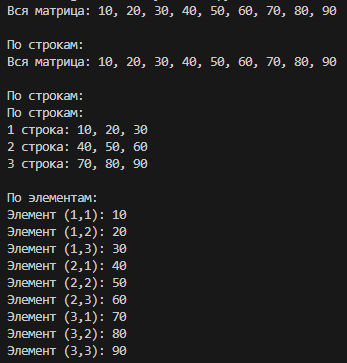 Вся матрица: 10, 20, 30, 40, 50, 60, 70, 80, 90
По строкам:
Вся матрица: 10, 20, 30, 40, 50, 60, 70, 80, 90
По строкам:
По строкам:
1 строка: 10, 20, 30
2 строка: 40, 50, 60
3 строка: 70, 80, 90
По элементам:
Элемент (1,1): 10
Элемент (1,2): 20
Элемент (1,3): 30
Элемент (2,1): 40
Элемент (2,2): 50
Элемент (2,3): 60
Элемент (3,1): 70
Элемент (3,2): 80
Элемент (3,3): 90